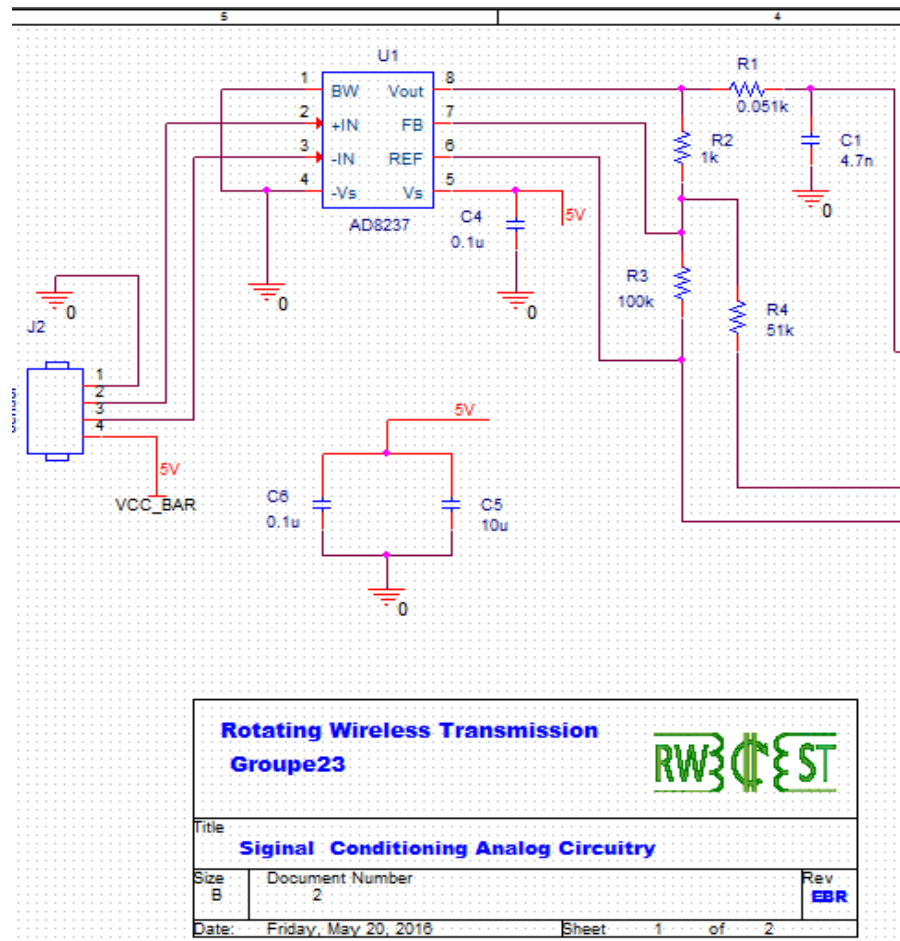 5 4
U1
1 BW Vout 8
2 +IN FB 7
3 -IN REF 6
4 -Vs Vs 5
AD8237
R1
0.051k
R2
1k
C1
4.7n
0
C4
0.1u
5V
0
0
R3
100k
R4
51k
0
J2
1
2
3
4
5V
VCC_BAR
5V
C6
0.1u
C5
10u
0
Rotating Wireless Transmission
Groupe23
RW ST
Title
Siginal Conditioning Analog Circuitry
Size
B
Document Number
2
Rev
EBR
Date: Friday, May 20, 2016 Sheet 1 of 2